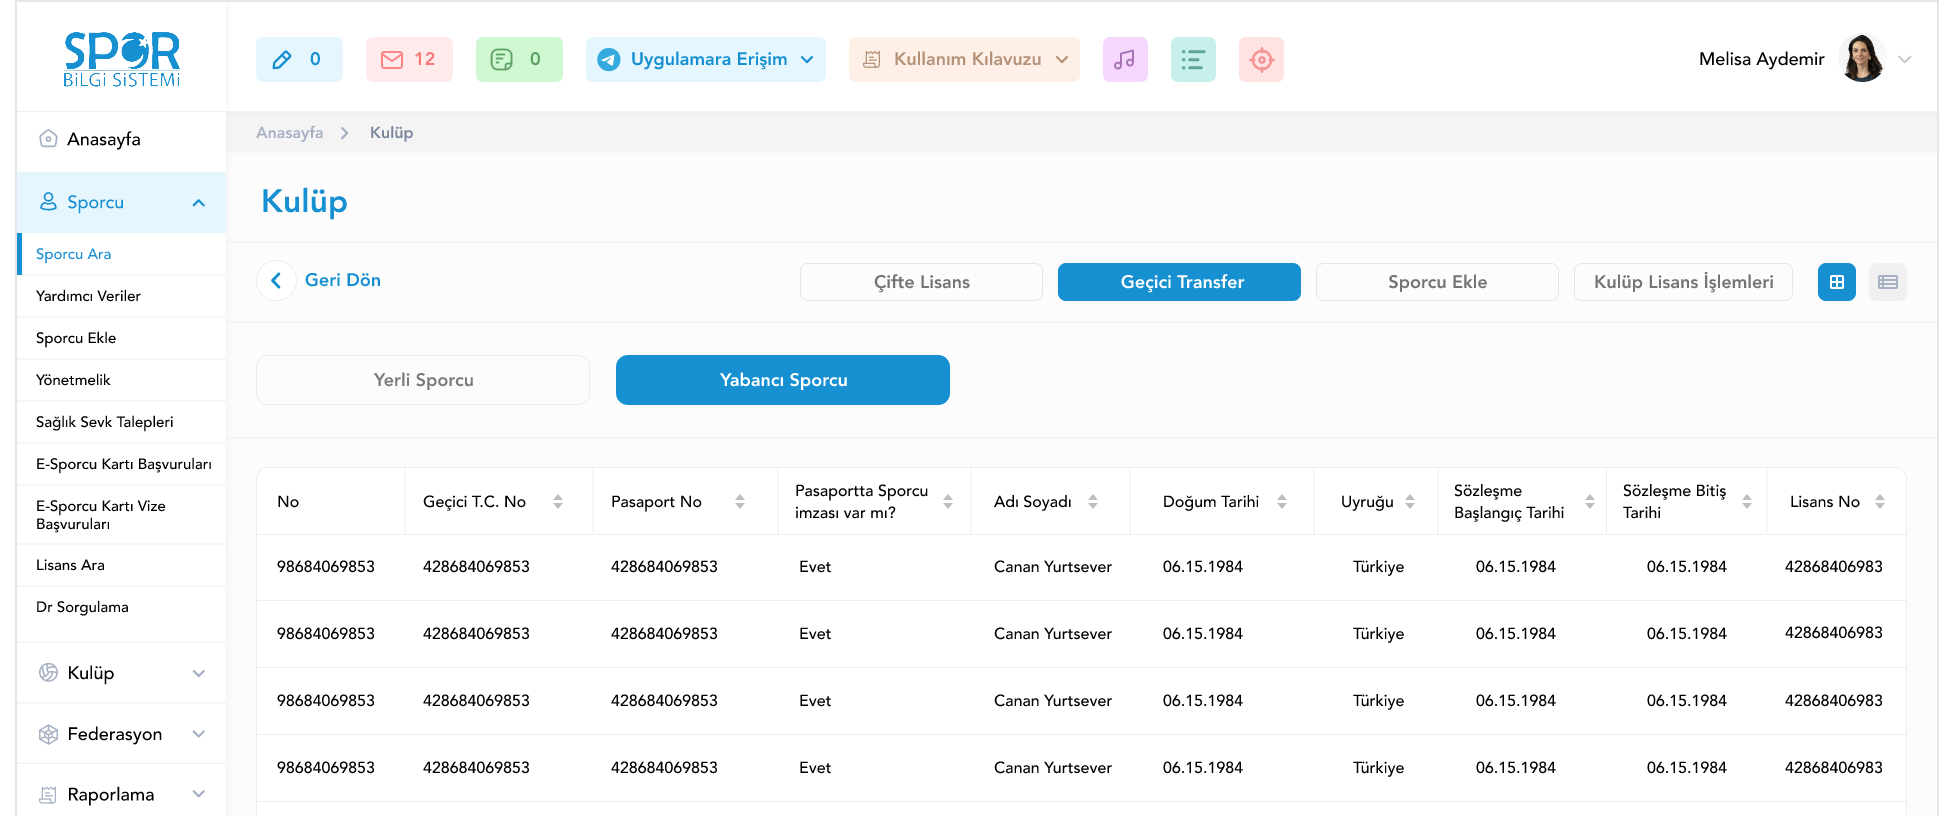 SPOR
BİLGİ SİSTEMİ
0
12
0
Uygulamara Erişim
Kullanım Kılavuzu
Melisa Aydemir
Anasayfa
Sporcu
Sporcu Ara
Yardımcı Veriler
Sporcu Ekle
Yönetmelik
Sağlık Sevk Talepleri
E-Sporcu Kartı Başvuruları
E-Sporcu Kartı Vize
Başvuruları
Lisans Ara
Dr Sorgulama
Kulüp
Federasyon
Raporlama
Anasayfa > Kulüp
Kulüp
Geri Dön
Çifte Lisans
Geçici Transfer
Sporcu Ekle
Kulüp Lisans İşlemleri
Yerli Sporcu
Yabancı Sporcu
No
Geçici T.C. No
Pasaport No
Pasaportta Sporcu
imzası var mı?
Adı Soyadı
Doğum Tarihi
Uyruğu
Sözleşme
Başlangıç Tarihi
Sözleşme Bitiş
Tarihi
Lisans No
98684069853 428684069853 428684069853 Evet Canan Yurtsever 06.15.1984 Türkiye 06.15.1984 06.15.1984 42868406983
98684069853 428684069853 428684069853 Evet Canan Yurtsever 06.15.1984 Türkiye 06.15.1984 06.15.1984 42868406983
98684069853 428684069853 428684069853 Evet Canan Yurtsever 06.15.1984 Türkiye 06.15.1984 06.15.1984 42868406983
98684069853 428684069853 428684069853 Evet Canan Yurtsever 06.15.1984 Türkiye 06.15.1984 06.15.1984 42868406983